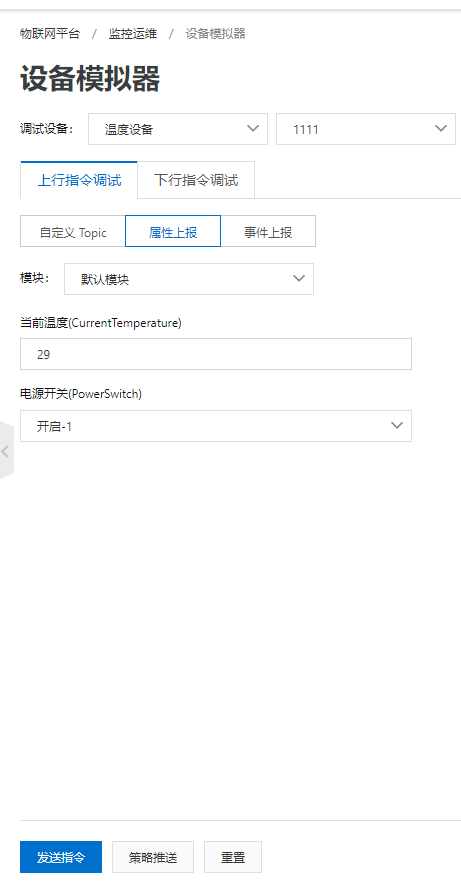 物联网平台 / 监控运维 / 设备模拟器
设备模拟器
调试设备： 温度设备 1111
上行指令调试 下行指令调试
自定义 Topic 属性上报 事件上报
模块： 默认模块
当前温度(CurrentTemperature)
29
电源开关(PowerSwitch)
开启-1
发送指令 策略推送 重置